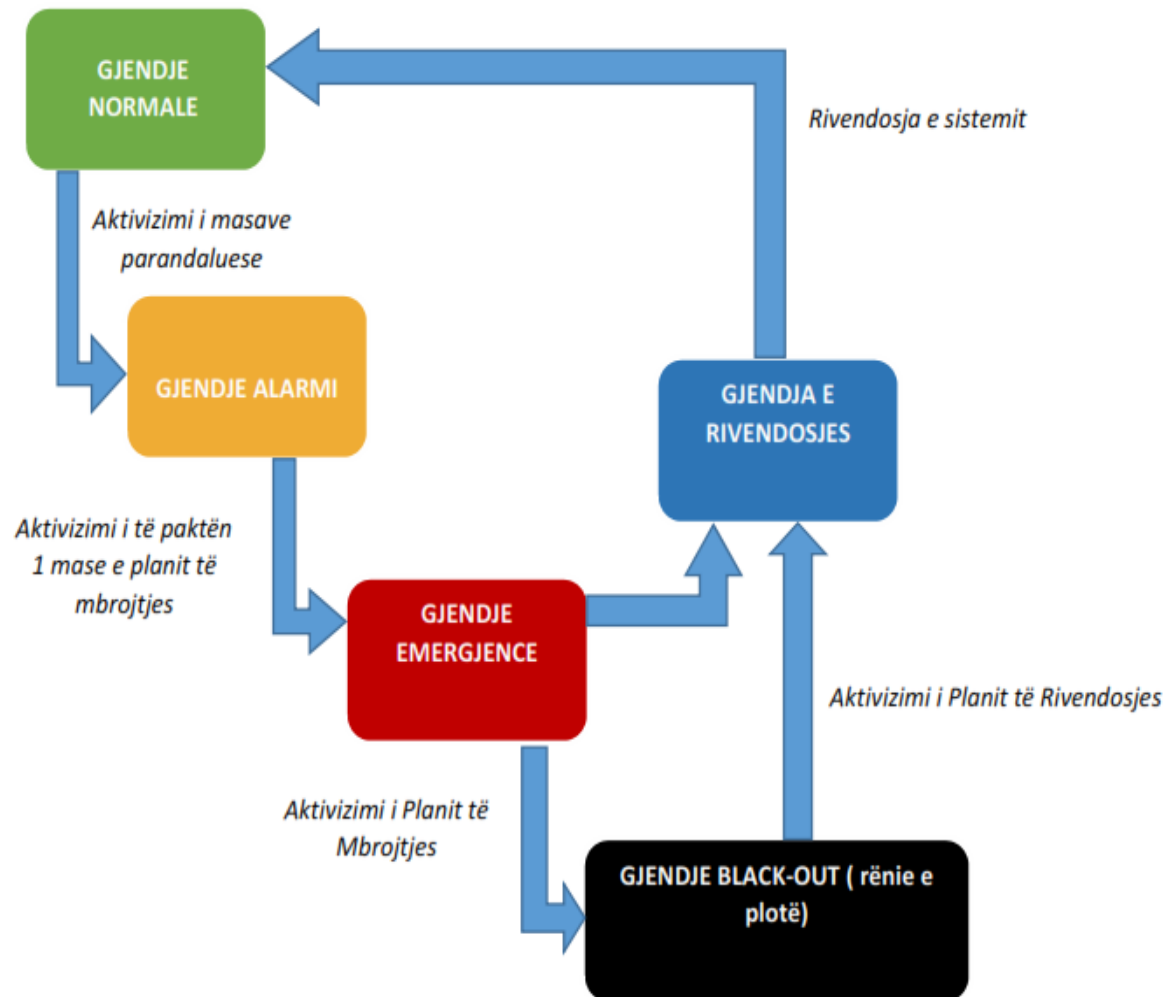 GJENDJE
NORMALE
Rivendosja e sistemit
Aktivizimi i masave
parandaluese
GJENDJE ALARMI
GJENDJA E
RIVENDOSJES
Aktivizimi i të paktën
1 mase e planit të
mbrojtjes
GJENDJE
EMERGJENCE
Aktivizimi i Planit të Rivendosjes
Aktivizimi i Planit të
Mbrojtjes
GJENDJE BLACK-OUT ( rënie e
plotë)